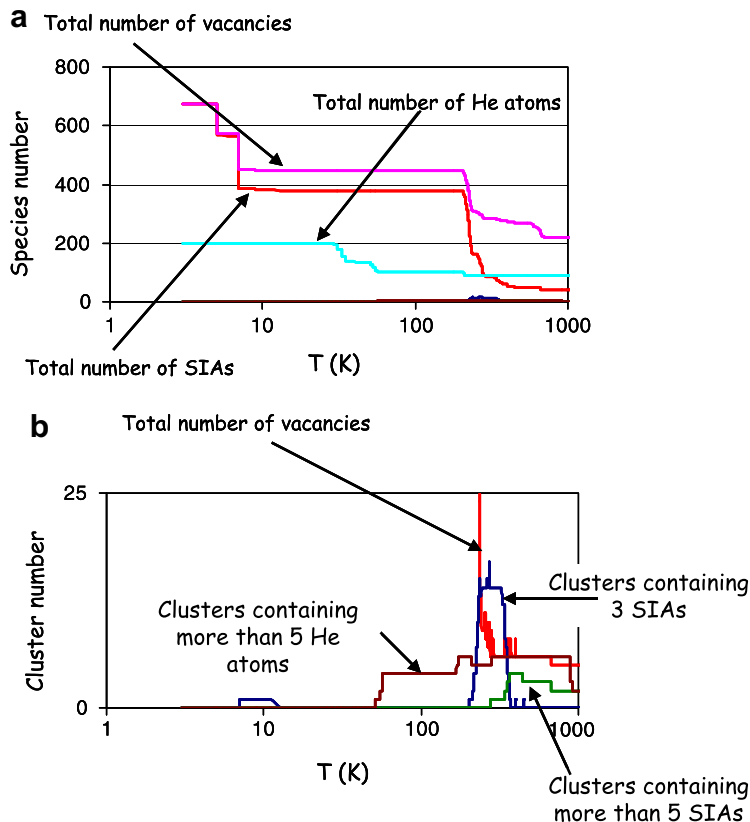 a
Total number of vacancies
Total number of He atoms
800
600
400
200
0
Species number
1
10
100
1000
T (K)
Total number of SIAs
b
Total number of vacancies
25
0
Cluster number
Clusters containing
3 SIAs
Clusters containing
more than 5 He
atoms
1
10
100
1000
T (K)
Clusters containing
more than 5 SIAs